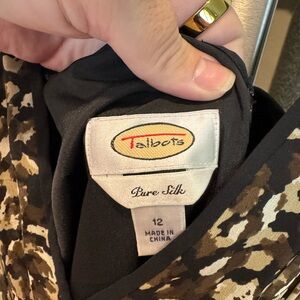 Talbots
Pure Silk
12
MADE IN
CHINA